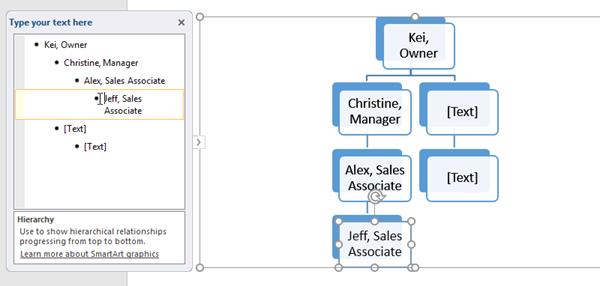 Type your text here
Kei, Owner
Christine, Manager
Alex, Sales Associate
Jeff, Sales
Associate
[Text]
[Text]
Hierarchy
Use to show hierarchical relationships
progressing from top to bottom.
Learn more about SmartArt graphics
Kei,
Owner
Christine,
Manager
[Text]
Alex, Sales
Associate
[Text]
Jeff, Sales
Associate